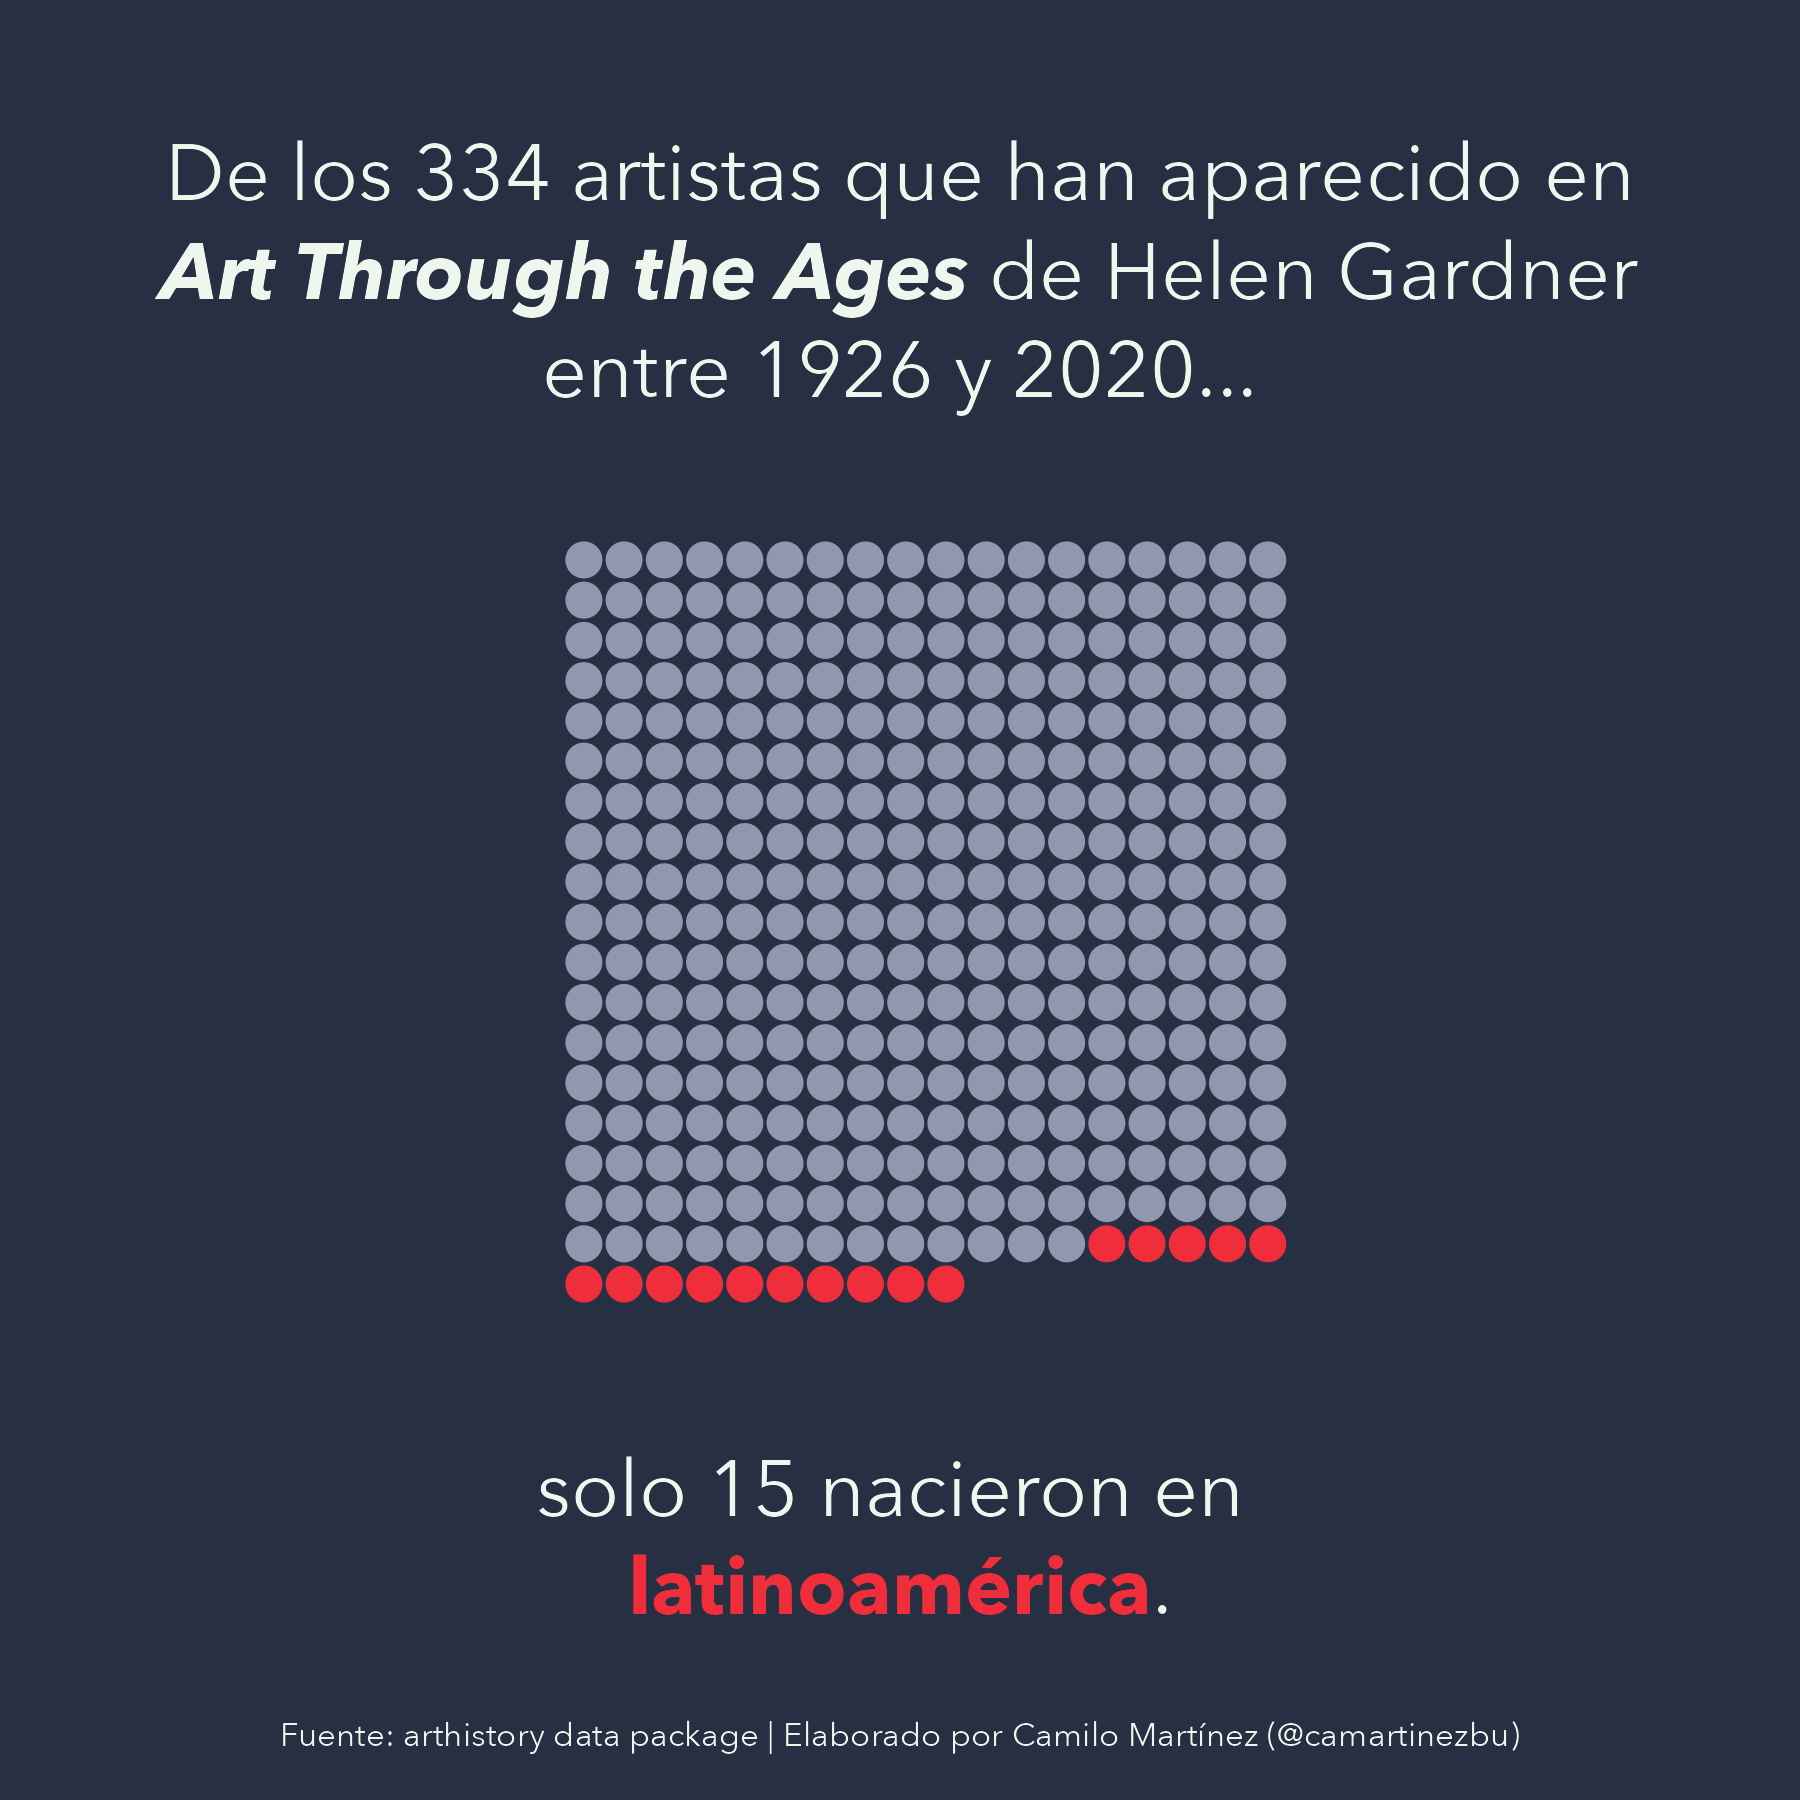 De los 334 artistas que han aparecido en
Art Through the Ages de Helen Gardner
entre 1926 y 2020...
solo 15 nacieron en
latinoamérica.
Fuente: arthistory data package | Elaborado por Camilo Martínez (@camartinezbu)